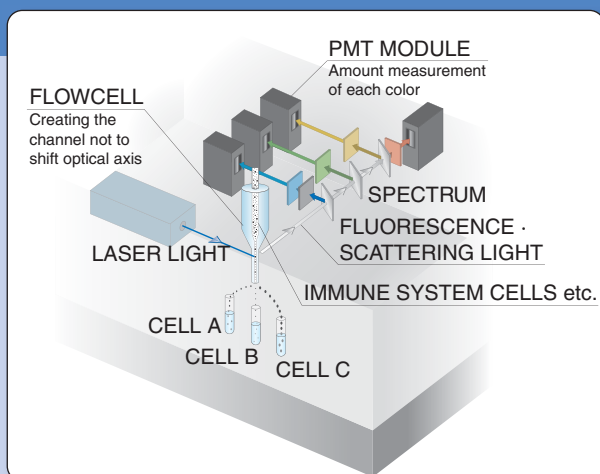 PMT MODULE
Amount measurement
of each color
FLOWCELL
Creating the
channel not to
shift optical axis
SPECTRUM
FLUORESCENCE ·
SCATTERING LIGHT
LASER LIGHT
IMMUNE SYSTEM CELLS etc.
CELL A
CELL B
CELL C